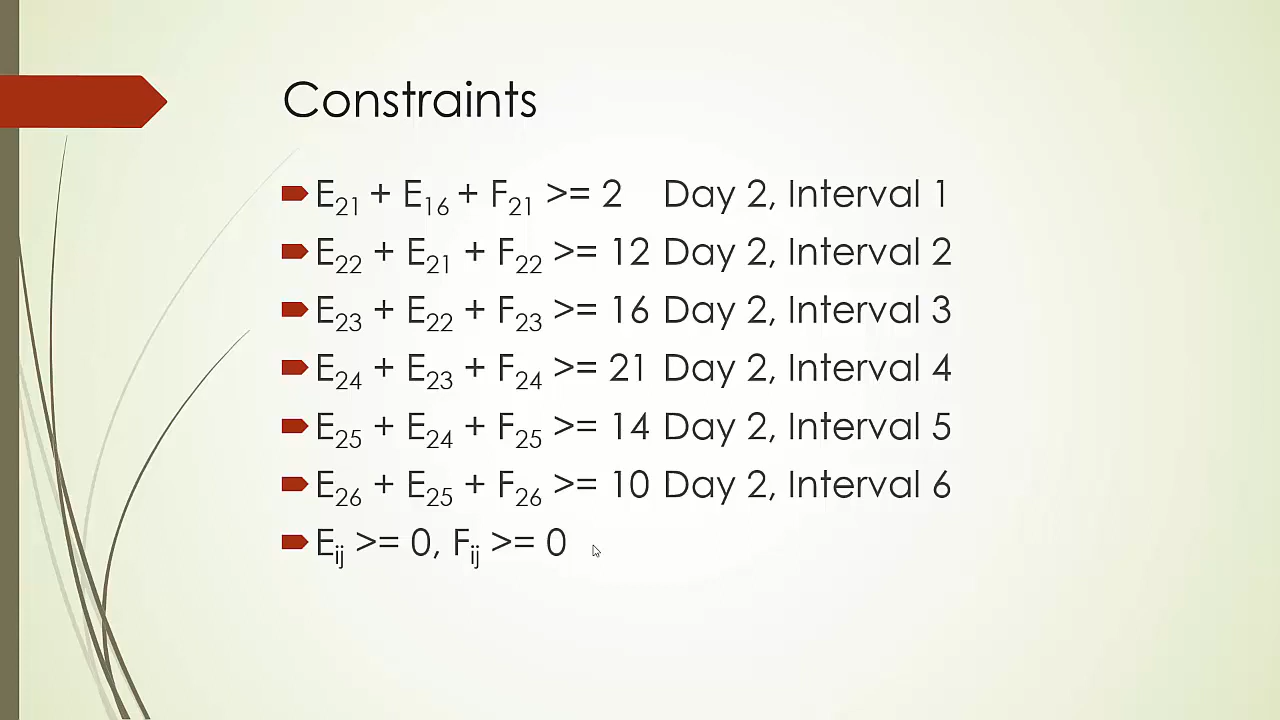 Constraints
E₂₁ + E₁₆ + F₂₁ >= 2 Day 2, Interval 1
E₂₂ + E₂₁ + F₂₂ >= 12 Day 2, Interval 2
E₂₃ + E₂₂ + F₂₃ >= 16 Day 2, Interval 3
E₂₄ + E₂₃ + F₂₄ >= 21 Day 2, Interval 4
E₂₅ + E₂₄ + F₂₅ >= 14 Day 2, Interval 5
E₂₆ + E₂₅ + F₂₆ >= 10 Day 2, Interval 6
Eᵢⱼ >= 0, Fᵢⱼ >= 0